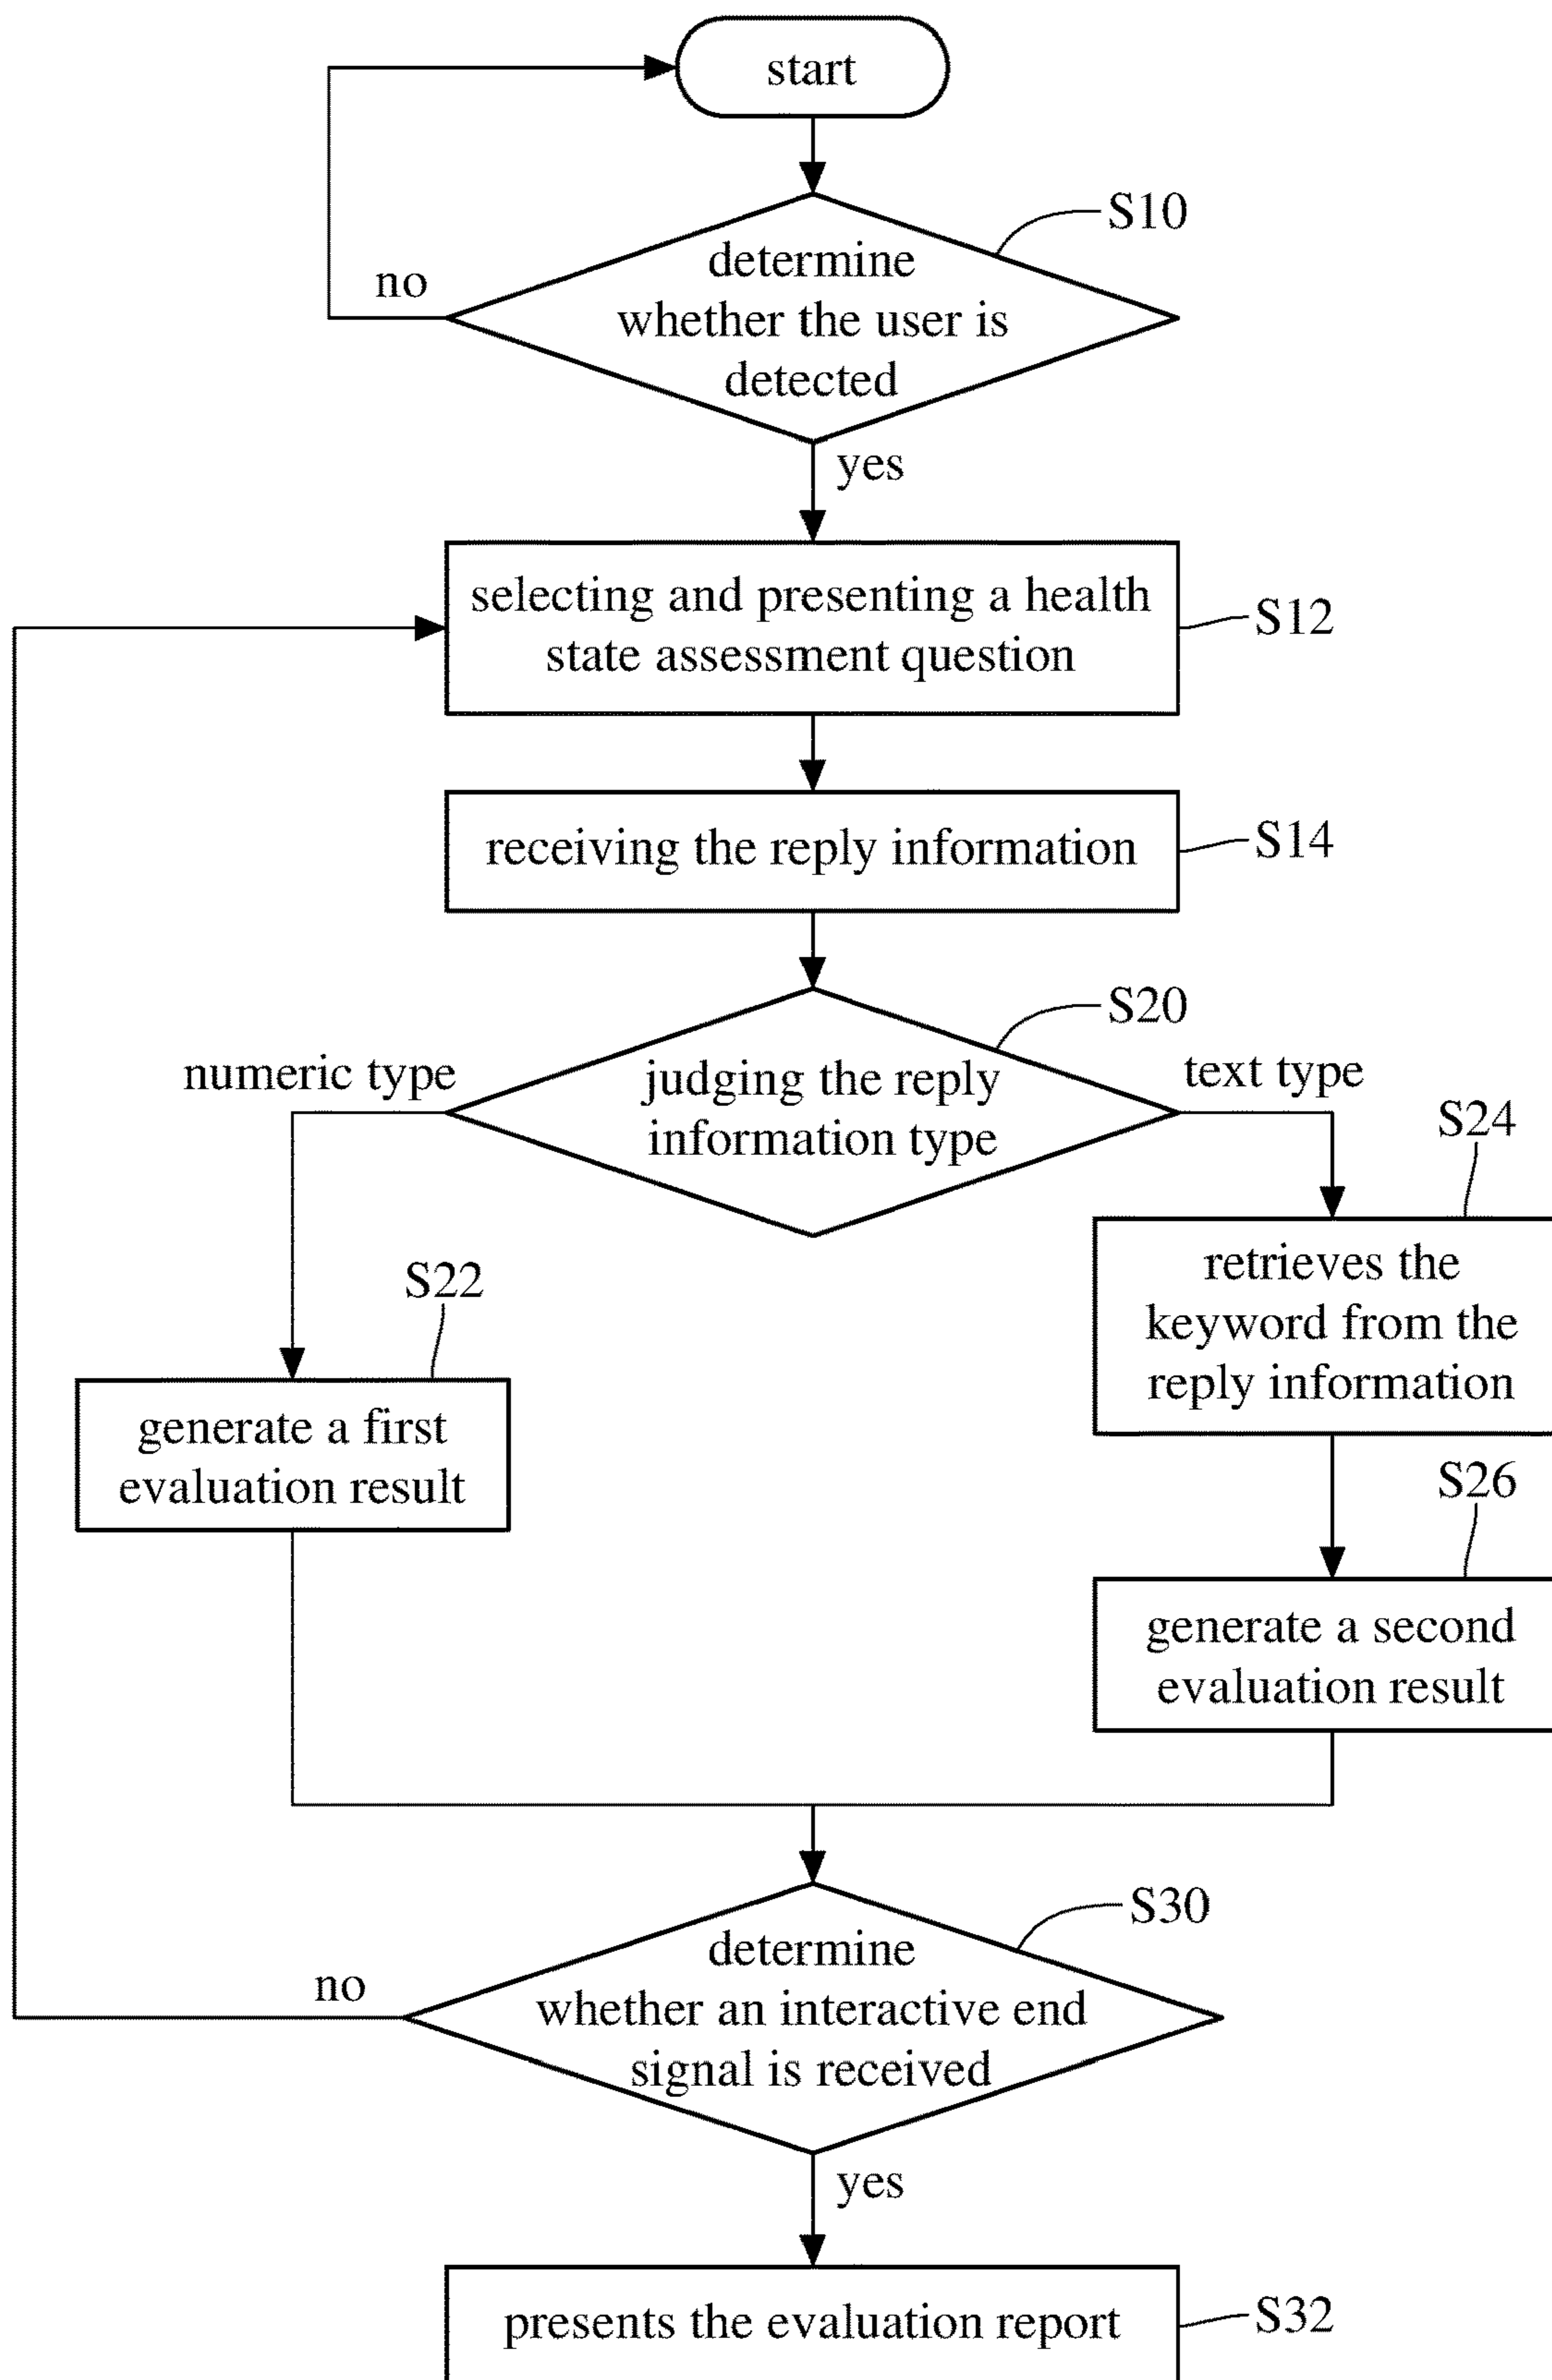 start
S10
no
determine
whether the user is
detected
yes
selecting and presenting a health
state assessment question
S12
receiving the reply information
S14
S20
numeric type
judging the reply
information type
text type
S24
retrieves the
keyword from the
reply information
S22
generate a first
evaluation result
S26
generate a second
evaluation result
S30
no
determine
whether an interactive end
signal is received
yes
presents the evaluation report
S32